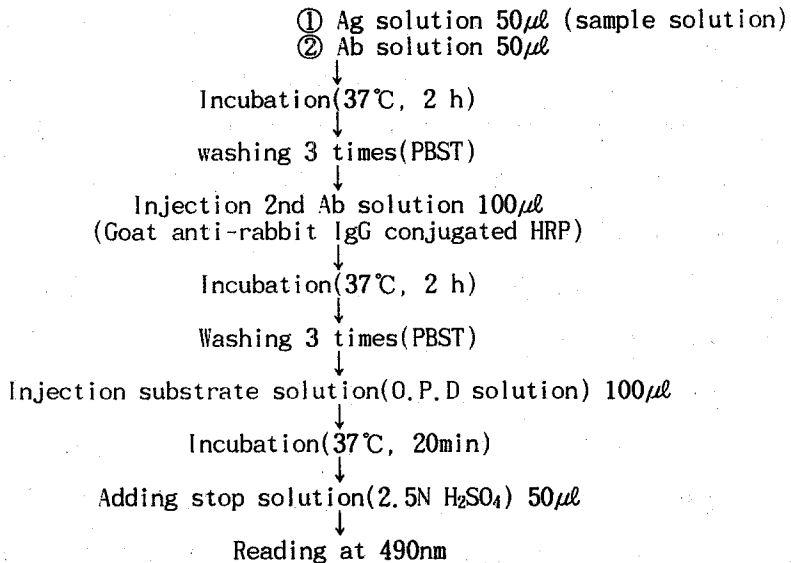 ① Ag solution 50㎕ (sample solution)
② Ab solution 50㎕
Incubation(37℃, 2 h)
washing 3 times(PBST)
Injection 2nd Ab solution 100㎕
(Goat anti-rabbit IgG conjugated HRP)
Incubation(37℃, 2 h)
Washing 3 times(PBST)
Injection substrate solution(O.P.D solution) 100㎕
Incubation(37℃, 20min)
Adding stop solution(2.5N H₂SO₄) 50㎕
Reading at 490nm